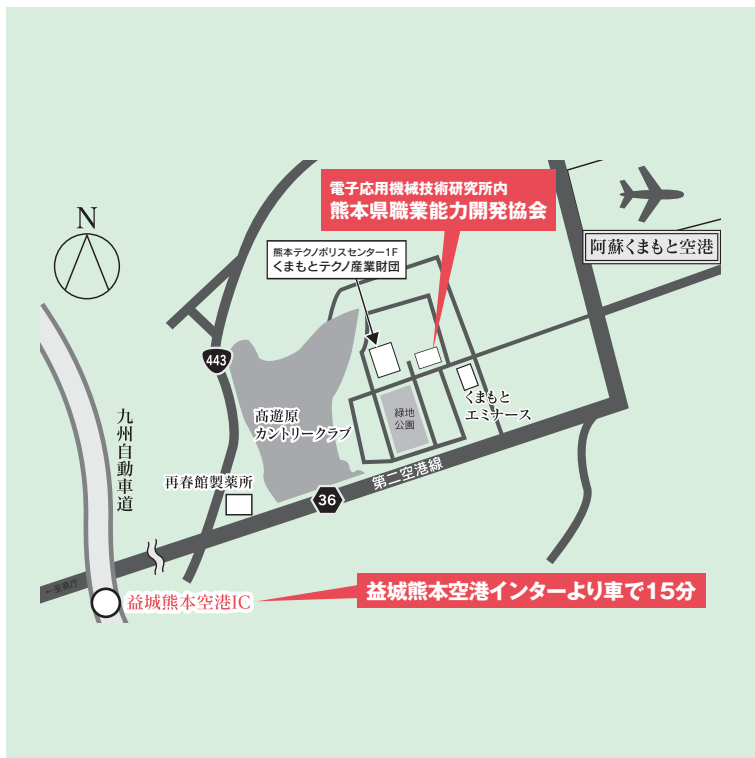 電子応用機械技術研究所内
熊本県職業能力開発協会
N
阿蘇くまもと空港
熊本テクノポリスセンター1F
くまもとテクノ産業財団
443
くまもと
エミナース
緑地
公園
髙遊原
カントリークラブ
九州自動車道
第二空港線
再春館製薬所
36
←至県庁
益城熊本空港IC
益城熊本空港インターより車で15分